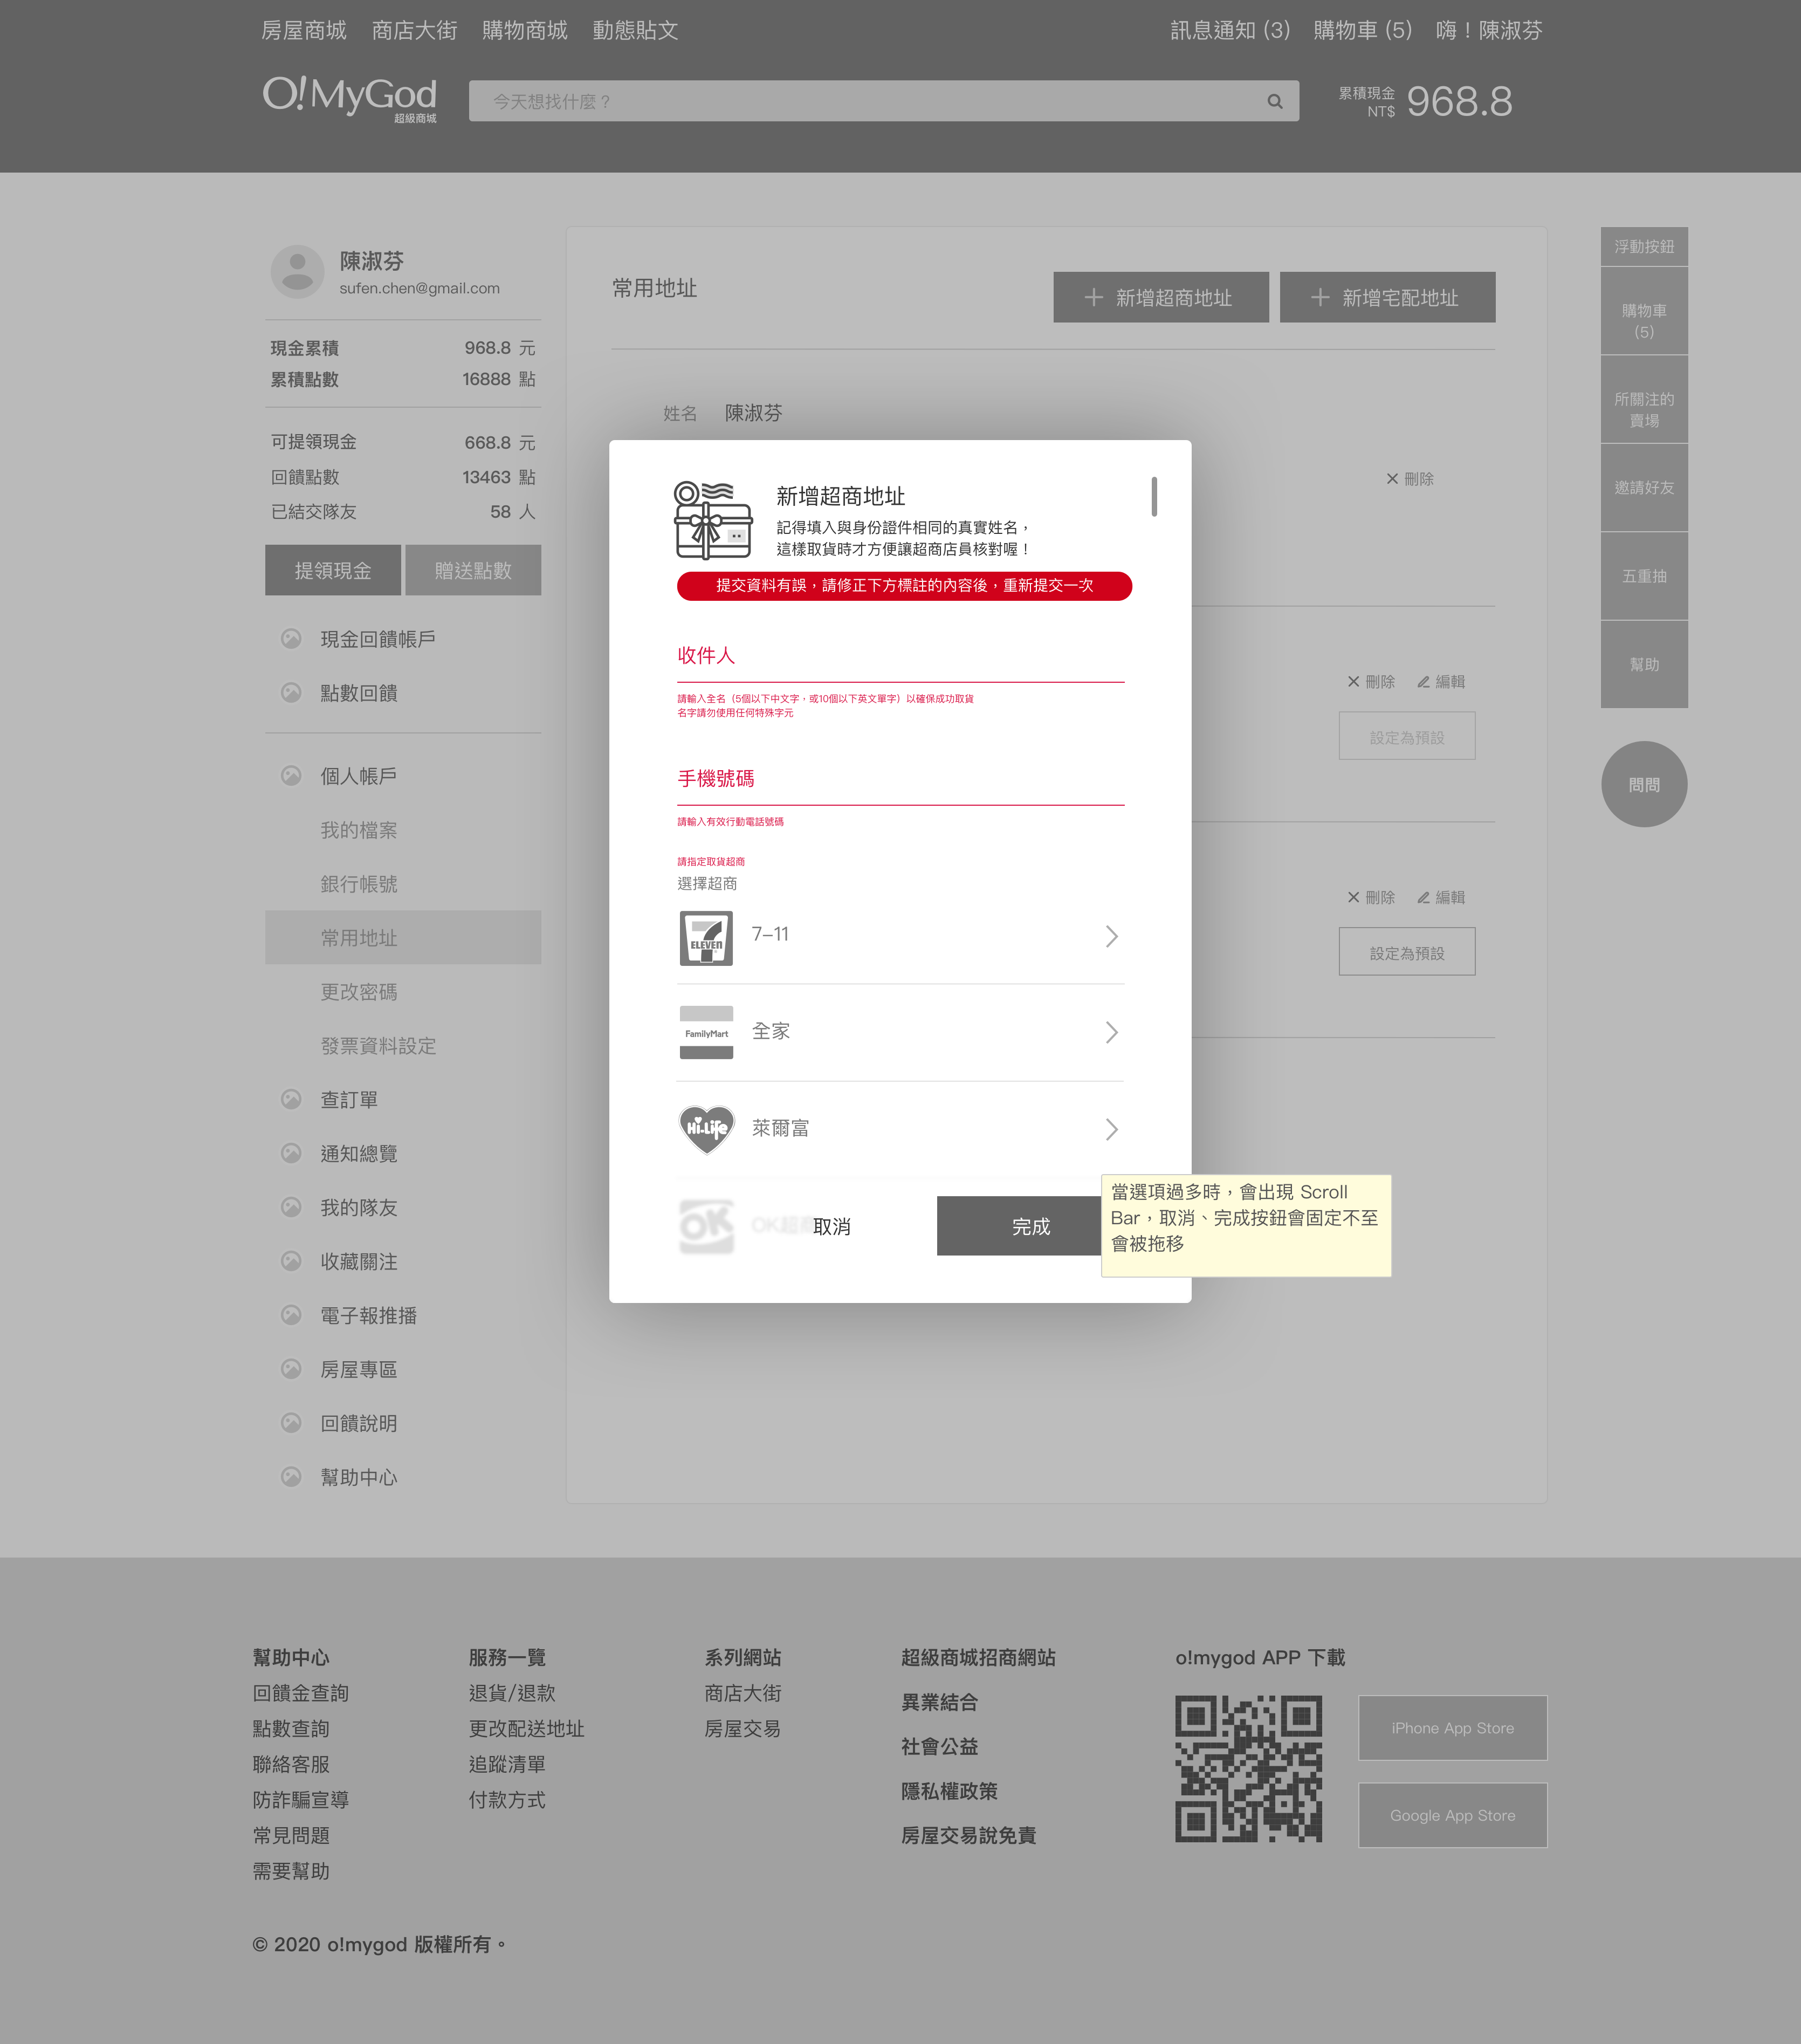 房屋商城 商店大街 購物商城 動態貼文 訊息通知 (3) 購物車 (5) 嗨！陳淑芬
O!MyGod
超級商城
今天想找什麼？
累積現金
NT$
968.8
陳淑芬
sufen.chen@gmail.com
現金累積 968.8 元
累積點數 16888 點
可提領現金 668.8 元
回饋點數 13463 點
已結交隊友 58 人
提領現金 贈送點數
現金回饋帳戶
點數回饋
個人帳戶
我的檔案
銀行帳號
常用地址
更改密碼
發票資料設定
查訂單
通知總覽
我的隊友
收藏關注
電子報推播
房屋專區
回饋說明
幫助中心
常用地址
新增超商地址 新增宅配地址
姓名 陳淑芬
刪除
刪除 編輯
設定為預設
刪除 編輯
設定為預設
新增超商地址
記得填入與身份證件相同的真實姓名，
這樣取貨時才方便讓超商店員核對喔！
提交資料有誤，請修正下方標註的內容後，重新提交一次
收件人
請輸入全名（5個以下中文字，或10個以下英文單字）以確保成功取貨
名字請勿使用任何特殊字元
手機號碼
請輸入有效行動電話號碼
請指定取貨超商
選擇超商
ELEVEN 7-11
FamilyMart 全家
Hi-Life 萊爾富
OK OK超商
取消 完成
當選項過多時，會出現 Scroll
Bar，取消、完成按鈕會固定不至
會被拖移
浮動按鈕
購物車
(5)
所關注的
賣場
邀請好友
五重抽
幫助
問問
幫助中心
回饋金查詢
點數查詢
聯絡客服
防詐騙宣導
常見問題
需要幫助
服務一覽
退貨/退款
更改配送地址
追蹤清單
付款方式
系列網站
商店大街
房屋交易
超級商城招商網站
異業結合
社會公益
隱私權政策
房屋交易說免責
o!mygod APP 下載
iPhone App Store
Google App Store
© 2020 o!mygod 版權所有。